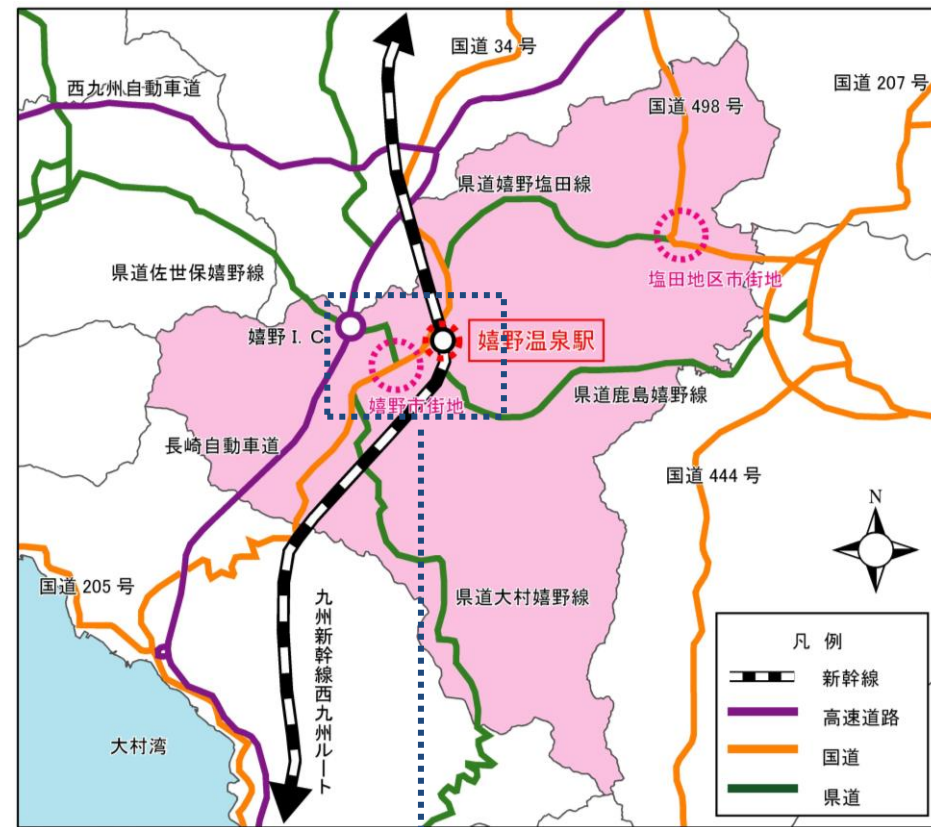 国道 34 号
西九州自動車道
国道 207 号
国道 498 号
県道嬉野塩田線
県道佐世保嬉野線
塩田地区市街地
嬉野 I. C
嬉野温泉駅
嬉野市街地
県道鹿島嬉野線
長崎自動車道
国道 444 号
N
国道 205 号
九州新幹線西九州ルート
県道大村嬉野線
大村湾
凡 例
新幹線
高速道路
国道
県道